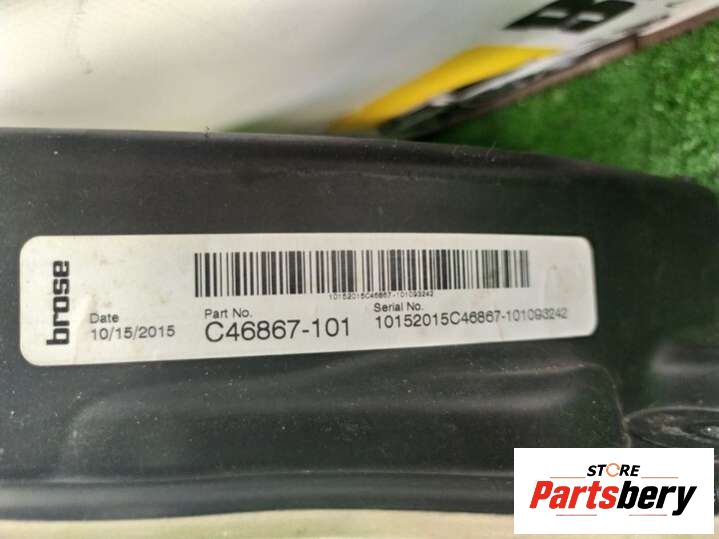 B
brose
Date
10/15/2015
Part No.
C46867-101
10152015C46867-101093242
Serial No.
10152015C46867-101093242
STORE
Partsbery